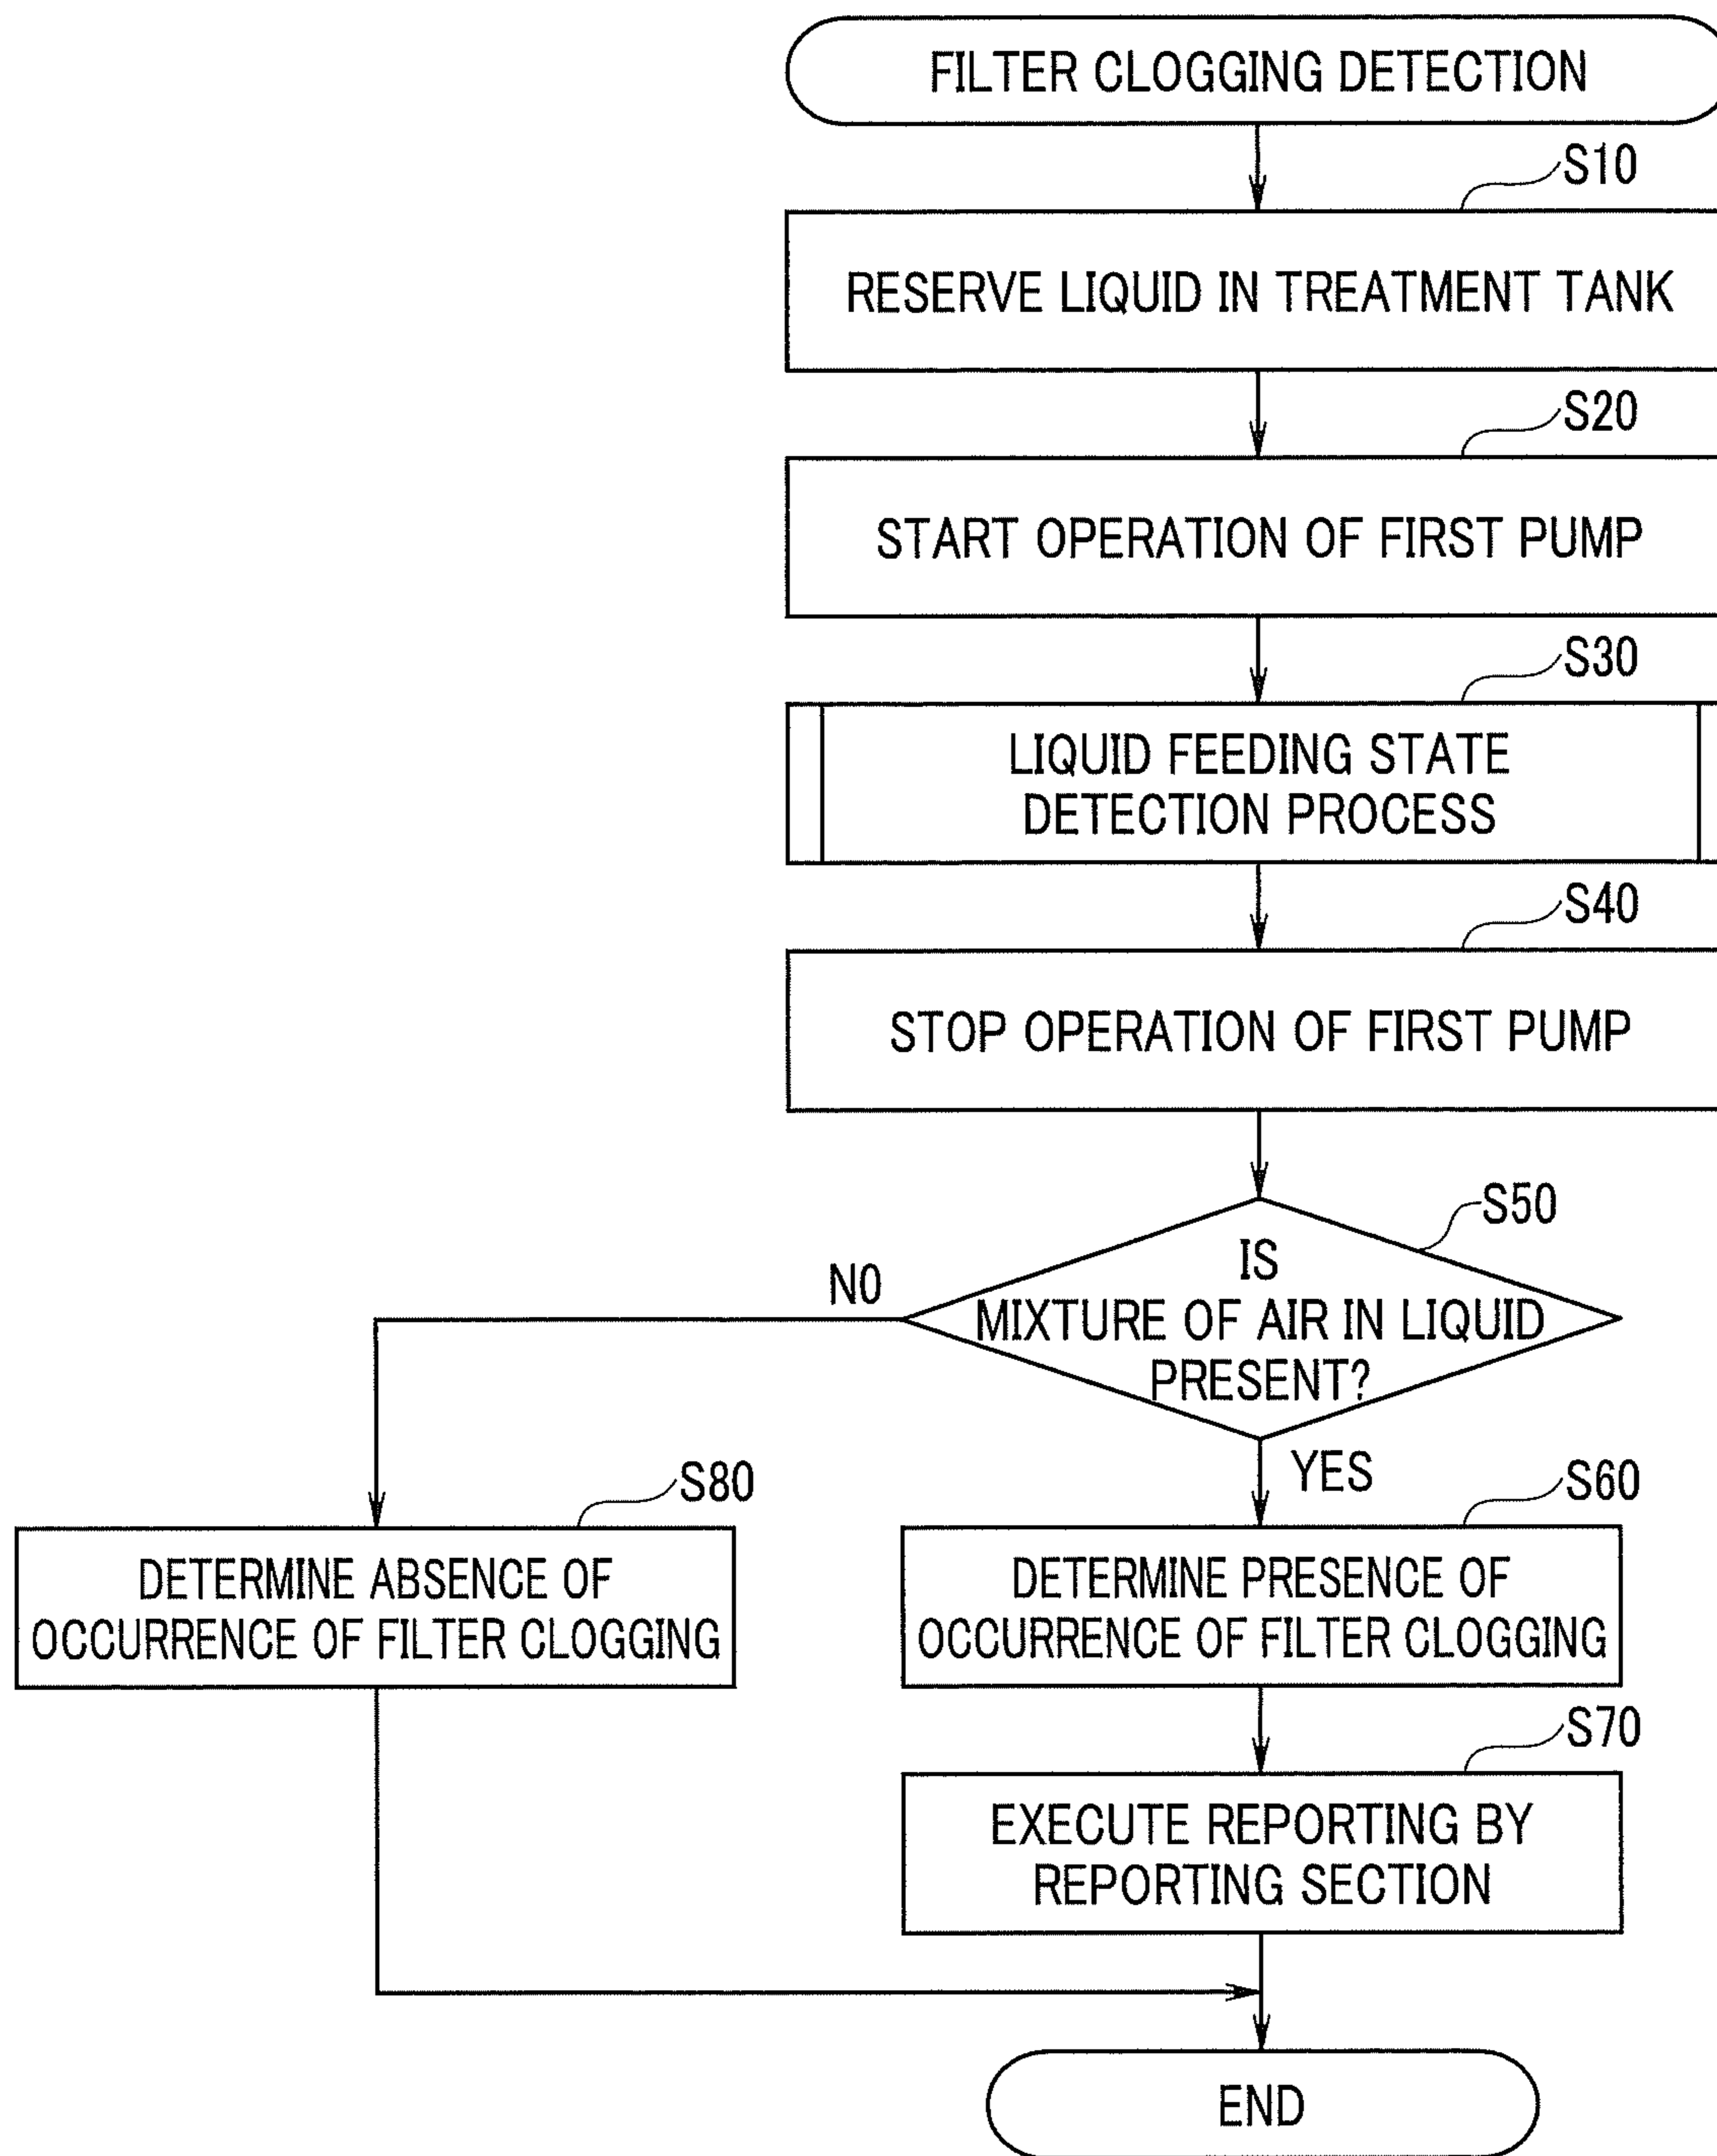 FILTER CLOGGING DETECTION
S10
RESERVE LIQUID IN TREATMENT TANK
S20
START OPERATION OF FIRST PUMP
S30
LIQUID FEEDING STATE
DETECTION PROCESS
S40
STOP OPERATION OF FIRST PUMP
S50
IS
MIXTURE OF AIR IN LIQUID
PRESENT?
NO
YES
S80
DETERMINE ABSENCE OF
OCCURRENCE OF FILTER CLOGGING
S60
DETERMINE PRESENCE OF
OCCURRENCE OF FILTER CLOGGING
S70
EXECUTE REPORTING BY
REPORTING SECTION
END